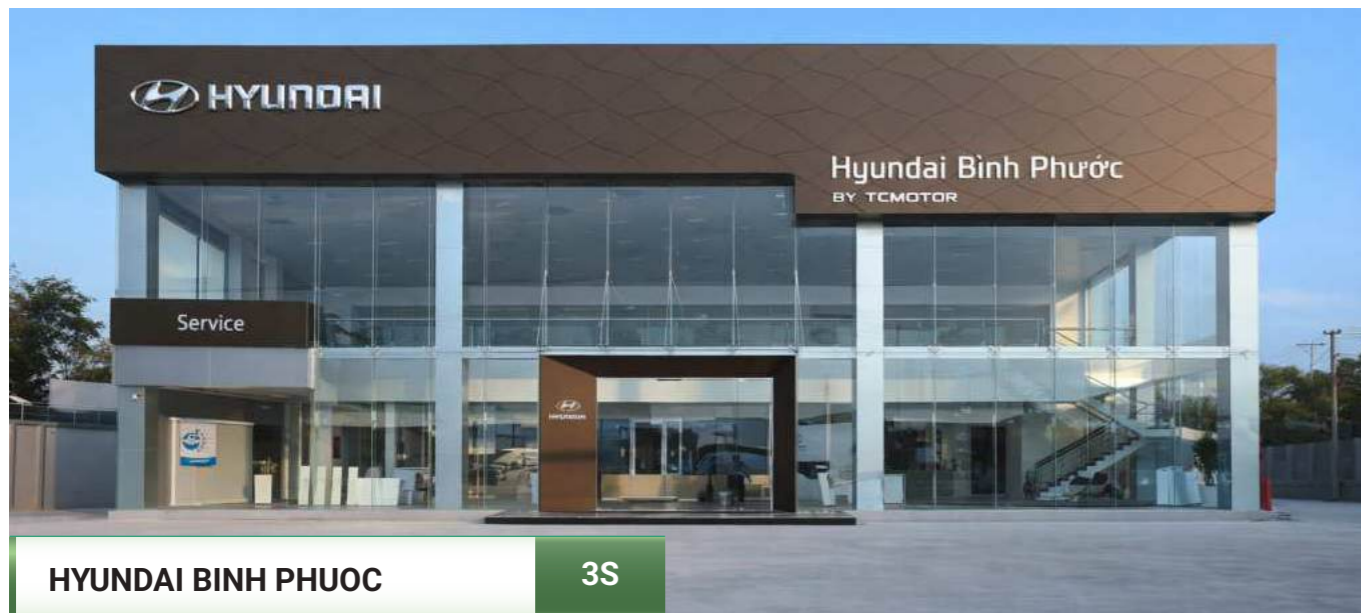 HYUNDAI
Hyundai Bình Phước
BY TCMOTOR
Service
HYUNDAI
HYUNDAI BINH PHUOC
3S